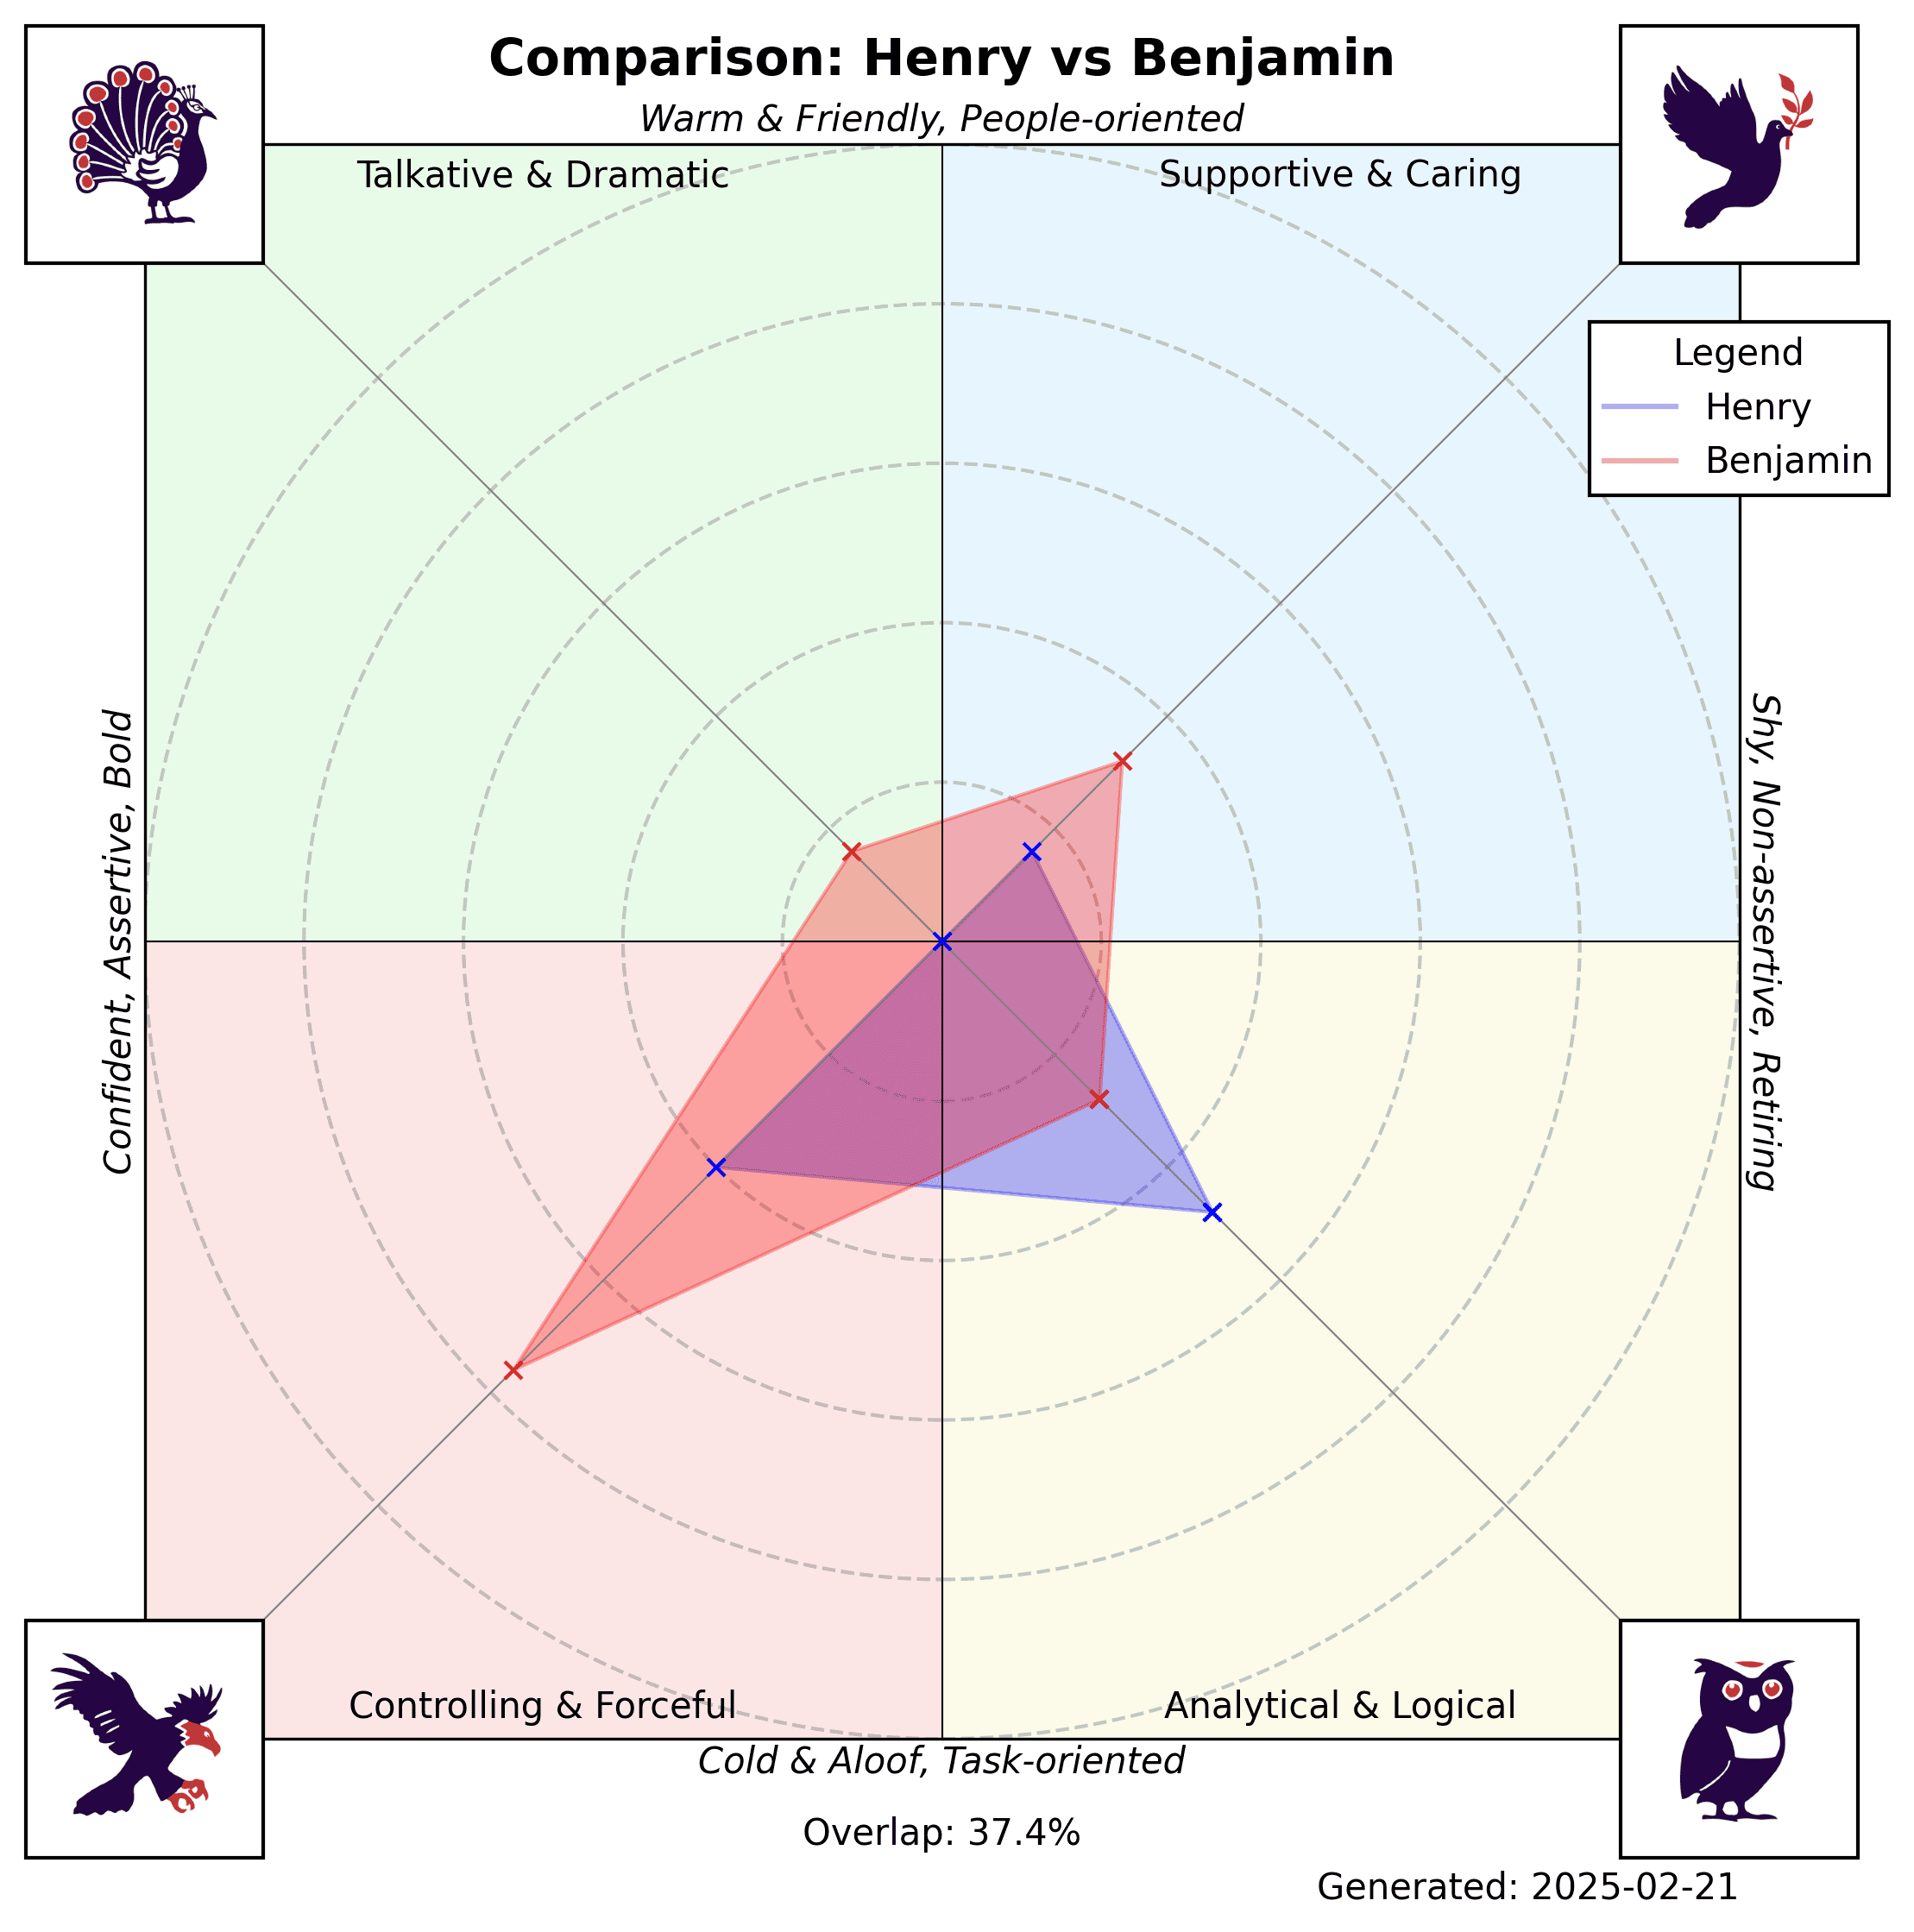 Comparison: Henry vs Benjamin
Warm & Friendly, People-oriented
Talkative & Dramatic
Supportive & Caring
Legend
Henry
Benjamin
Confident, Assertive, Bold
Shy, Non-assertive, Retiring
Controlling & Forceful
Analytical & Logical
Cold & Aloof, Task-oriented
Overlap: 37.4%
Generated: 2025-02-21